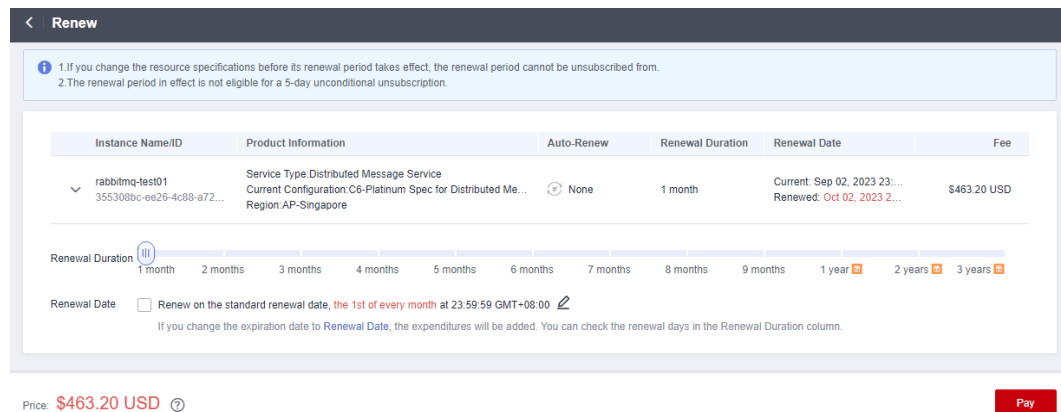 Renew
1.If you change the resource specifications before its renewal period takes effect, the renewal period cannot be unsubscribed from.
2.The renewal period in effect is not eligible for a 5-day unconditional unsubscription.
Instance Name/ID Product Information Auto-Renew Renewal Duration Renewal Date Fee
rabbitmq-test01
355308bc-ee26-4c88-a72...
Service Type:Distributed Message Service
Current Configuration:C6-Platinum Spec for Distributed Me...
Region:AP-Singapore
None
1 month
Current: Sep 02, 2023 23:...
Renewed: Oct 02, 2023 2...
$463.20 USD
Renewal Duration
1 month 2 months 3 months 4 months 5 months 6 months 7 months 8 months 9 months 1 year 2 years 3 years
Renewal Date Renew on the standard renewal date, the 1st of every month at 23:59:59 GMT+08:00
If you change the expiration date to Renewal Date, the expenditures will be added. You can check the renewal days in the Renewal Duration column.
Price: $463.20 USD
Pay